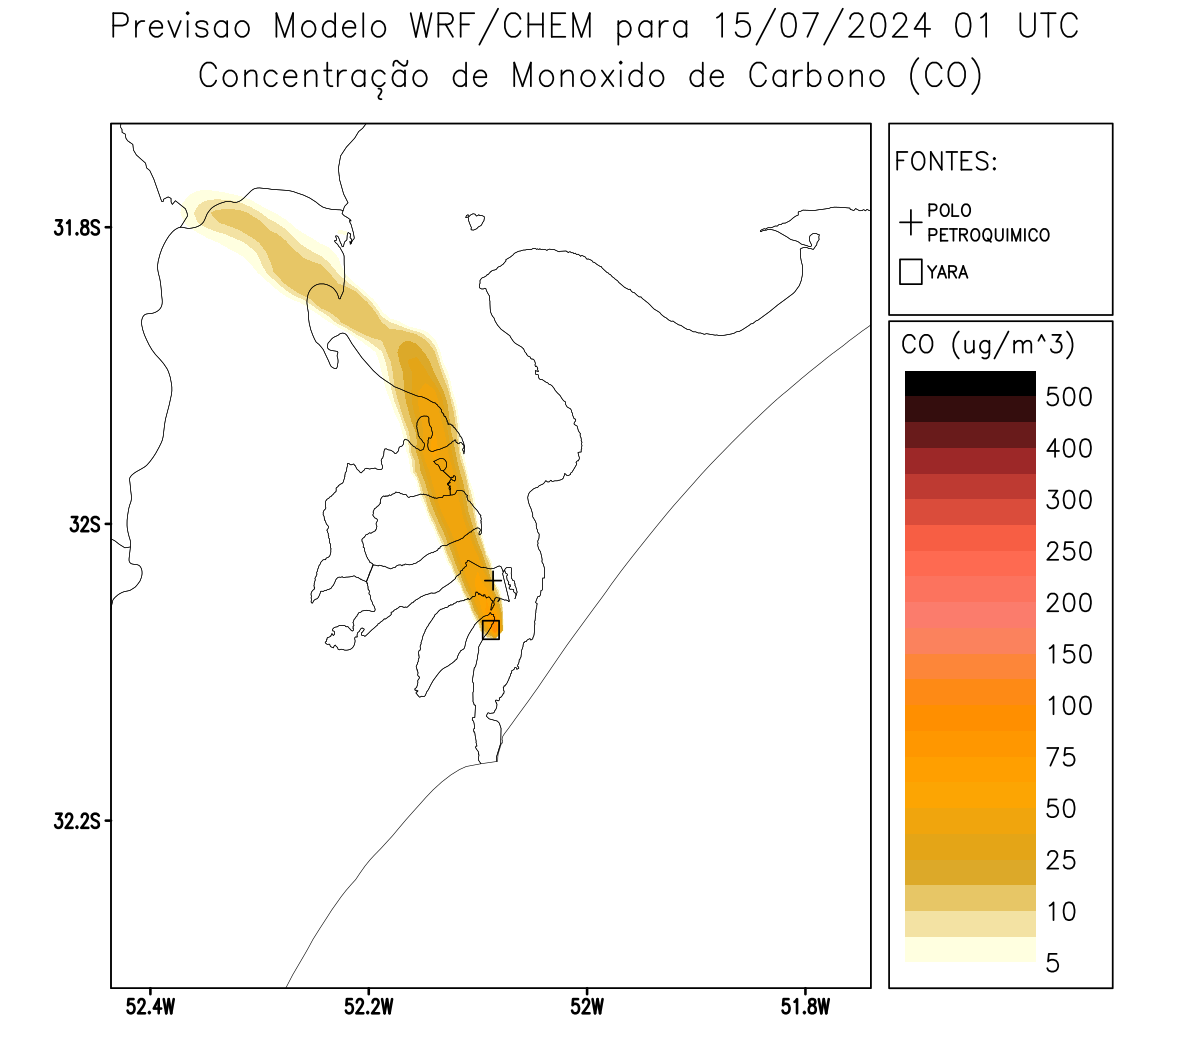 Previsao Modelo WRF/CHEM para 15/07/2024 01 UTC
Concentração de Monoxido de Carbono (CO)
FONTES:
POLO
PETROQUIMICO
YARA
CO (ug/m^3)
500
400
300
250
200
150
100
75
50
25
10
5
31.8S
32S
32.2S
52.4W
52.2W
52W
51.8W